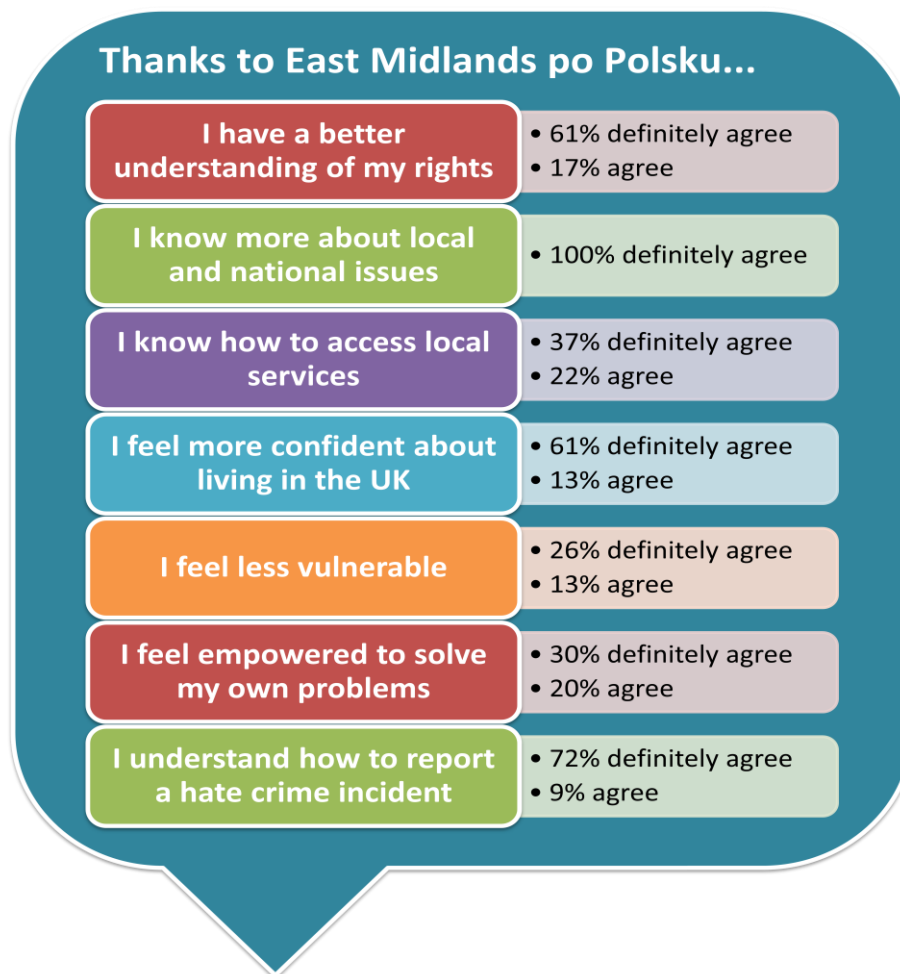 Thanks to East Midlands po Polsku...
I have a better
understanding of my rights
• 61% definitely agree
• 17% agree
I know more about local
and national issues
• 100% definitely agree
I know how to access local
services
• 37% definitely agree
• 22% agree
I feel more confident about
living in the UK
• 61% definitely agree
• 13% agree
I feel less vulnerable
• 26% definitely agree
• 13% agree
I feel empowered to solve
my own problems
• 30% definitely agree
• 20% agree
I understand how to report
a hate crime incident
• 72% definitely agree
• 9% agree